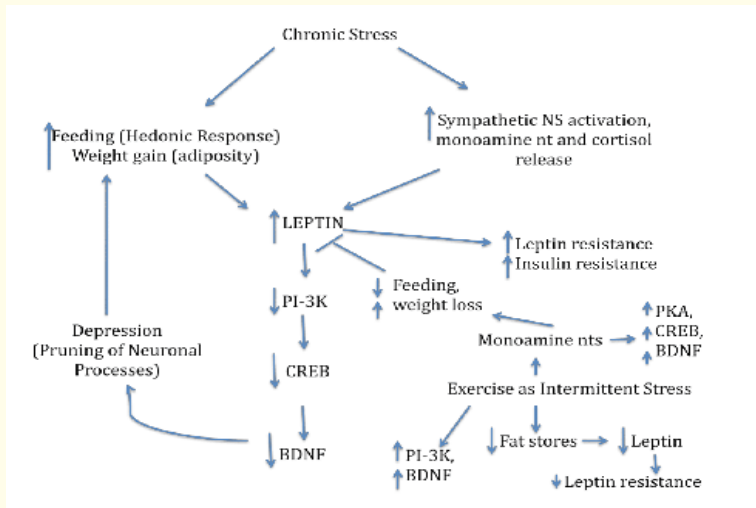 Chronic Stress
Feeding (Hedonic Response)
Weight gain (adiposity)
Sympathetic NS activation,
monoamine nt and cortisol
release
LEPTIN
Leptin resistance
Insulin resistance
Feeding,
weight loss
PI-3K
PKA,
CREB,
BDNF
Monoamine nts
Depression
(Pruning of Neuronal
Processes)
CREB
Exercise as Intermittent Stress
BDNF
PI-3K,
BDNF
Fat stores
Leptin
Leptin resistance